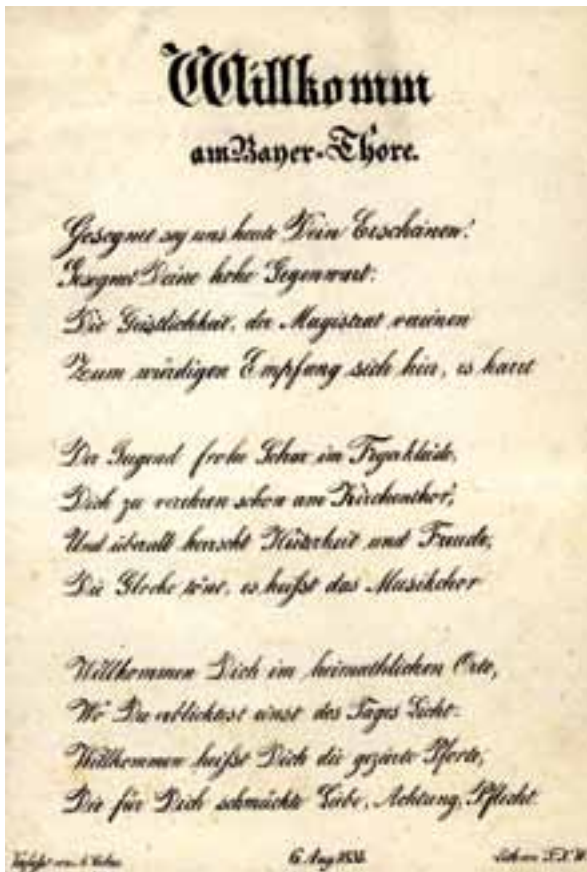 Willkomm
am Bayer-Thore.
Gesegnet sey uns heute Dein Erscheinen!
Gesegnet Deine hohe Gegenwart:
Die Geistlichkeit, der Magistrat vereinen
Zum würdigen Empfang sich hier, es harrt
Der Jugend frohe Schar im Feyerkleide,
Dich zu verehren schon am Kirchenthor,
Und überall herrscht Heiterkeit und Freude,
Die Glocke tönt, es heißt das Musikchor
Willkommen Dich im heimathlichen Orte,
Wo Du erblicktest einst des Tages Licht:
Willkommen heißt Dich die gezierte Pforte,
Die für Dich schmückte Liebe, Achtung, Pflicht.
Verfaßt von
6. Aug.